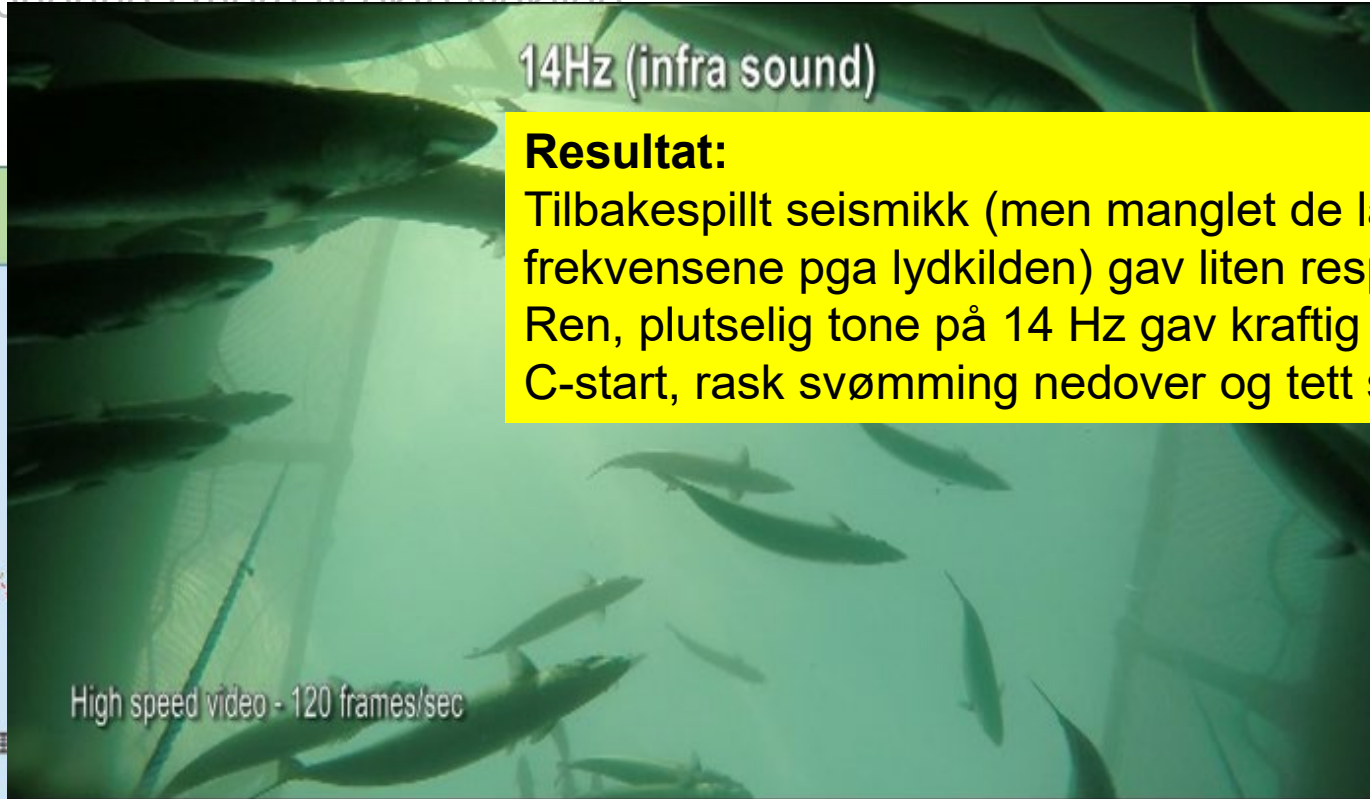 14Hz (infra sound)
Resultat:
Tilbakespillt seismikk (men manglet de
frekvensene pga lydkilden) gav liten
Ren, plutselig tone på 14 Hz gav kraftig
C-start, rask svømming nedover og tett
High speed video - 120 frames/sec